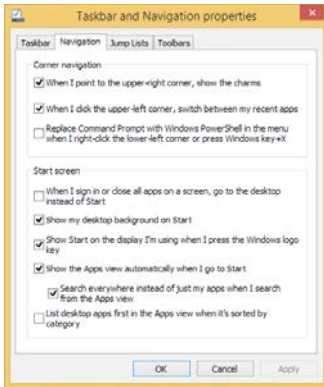 Taskbar and Navigation properties
Taskbar Navigation Jump Lists Toolbars
Corner navigation
When I point to the upper-right corner, show the charms
When I click the upper-left corner, switch between my recent apps
Replace Command Prompt with Windows PowerShell in the menu
when I right-click the lower-left corner or press Windows key+X
Start screen
When I sign in or close all apps on a screen, go to the desktop
instead of Start
Show my desktop background on Start
Show Start on the display I'm using when I press the Windows logo
key
Show the Apps view automatically when I go to Start
Search everywhere instead of just my apps when I search
from the Apps view
List desktop apps first in the Apps view when it's sorted by
category
OK Cancel Apply